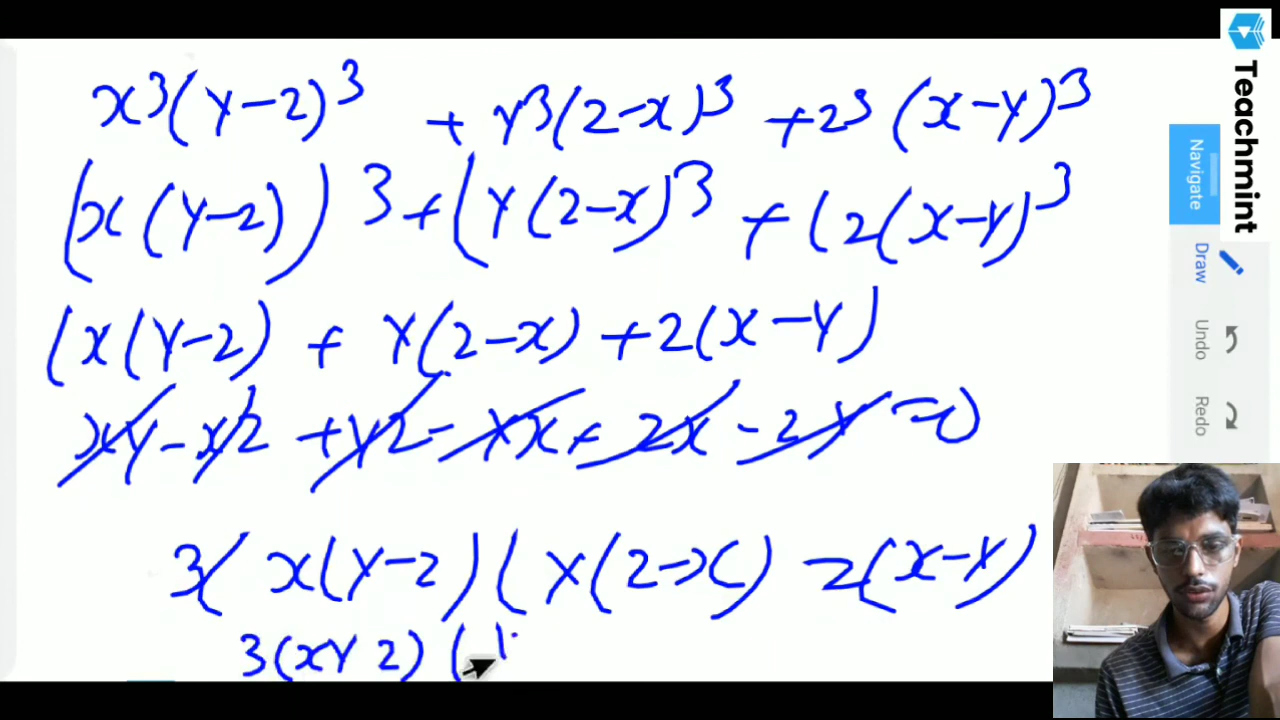 x³(y-z)³ + y³(z-x)³ + z³(x-y)³
(x(y-z))³ + (y(z-x)³ + (z(x-y)³
(x(y-z) + y(z-x) + z(x-y)
xy - xz + yz - yx + zx - zy = 0
3(x(y-z)(y(z-x) z(x-y)
3(xyz) (
Teachmint
Navigate
Draw
Undo
Redo